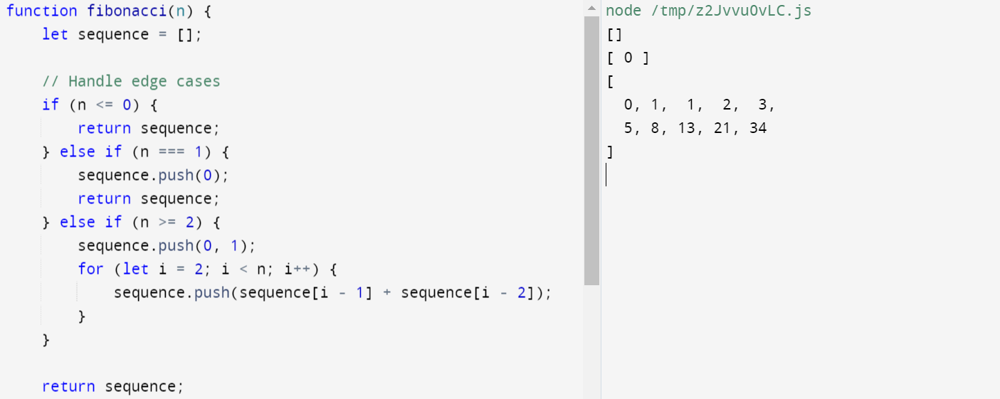 function fibonacci(n) {
    let sequence = [];

    // Handle edge cases
    if (n <= 0) {
        return sequence;
    } else if (n === 1) {
        sequence.push(0);
        return sequence;
    } else if (n >= 2) {
        sequence.push(0, 1);
        for (let i = 2; i < n; i++) {
            sequence.push(sequence[i - 1] + sequence[i - 2]);
        }
    }

    return sequence;
node /tmp/z2JvvuOvLC.js
[]
[ 0 ]
[
  0, 1,  1,  2,  3,
  5, 8, 13, 21, 34
]